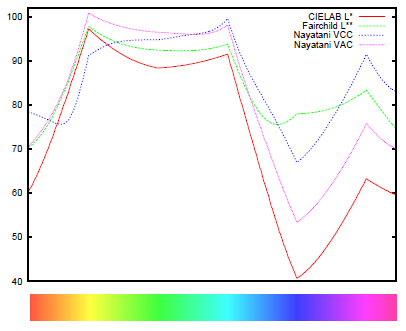 100
90
80
70
60
50
40
CIELAB L*
Fairchild L**
Nayatani VCC
Nayatani VAC